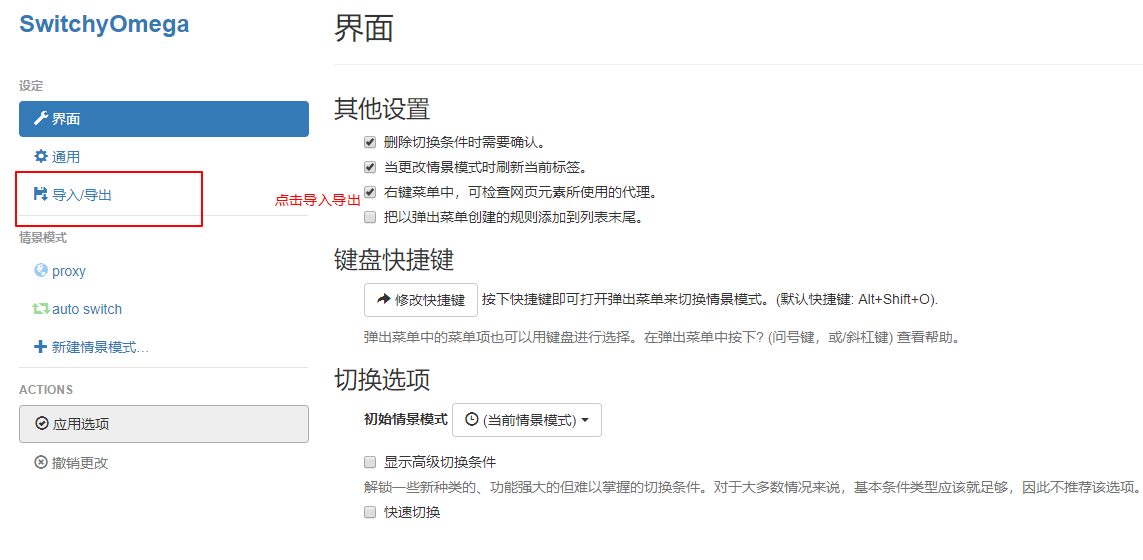 SwitchyOmega
设定
界面
通用
导入/导出
情景模式
proxy
auto switch
新建情景模式…
ACTIONS
应用选项
撤销更改
点击导入导出
界面
其他设置
删除切换条件时需要确认。
当更改情景模式时刷新当前标签。
右键菜单中，可检查网页元素所使用的代理。
把以弹出菜单创建的规则添加到列表末尾。
键盘快捷键
修改快捷键 按下快捷键即可打开弹出菜单来切换情景模式。(默认快捷键: Alt+Shift+O).
弹出菜单中的菜单项也可以用键盘进行选择。在弹出菜单中按下? (问号键，或/斜杠键) 查看帮助。
切换选项
初始情景模式 (当前情景模式)
显示高级切换条件
解锁一些新种类的、功能强大的但难以掌握的切换条件。对于大多数情况来说，基本条件类型应该就足够，因此不推荐该选项。
快速切换